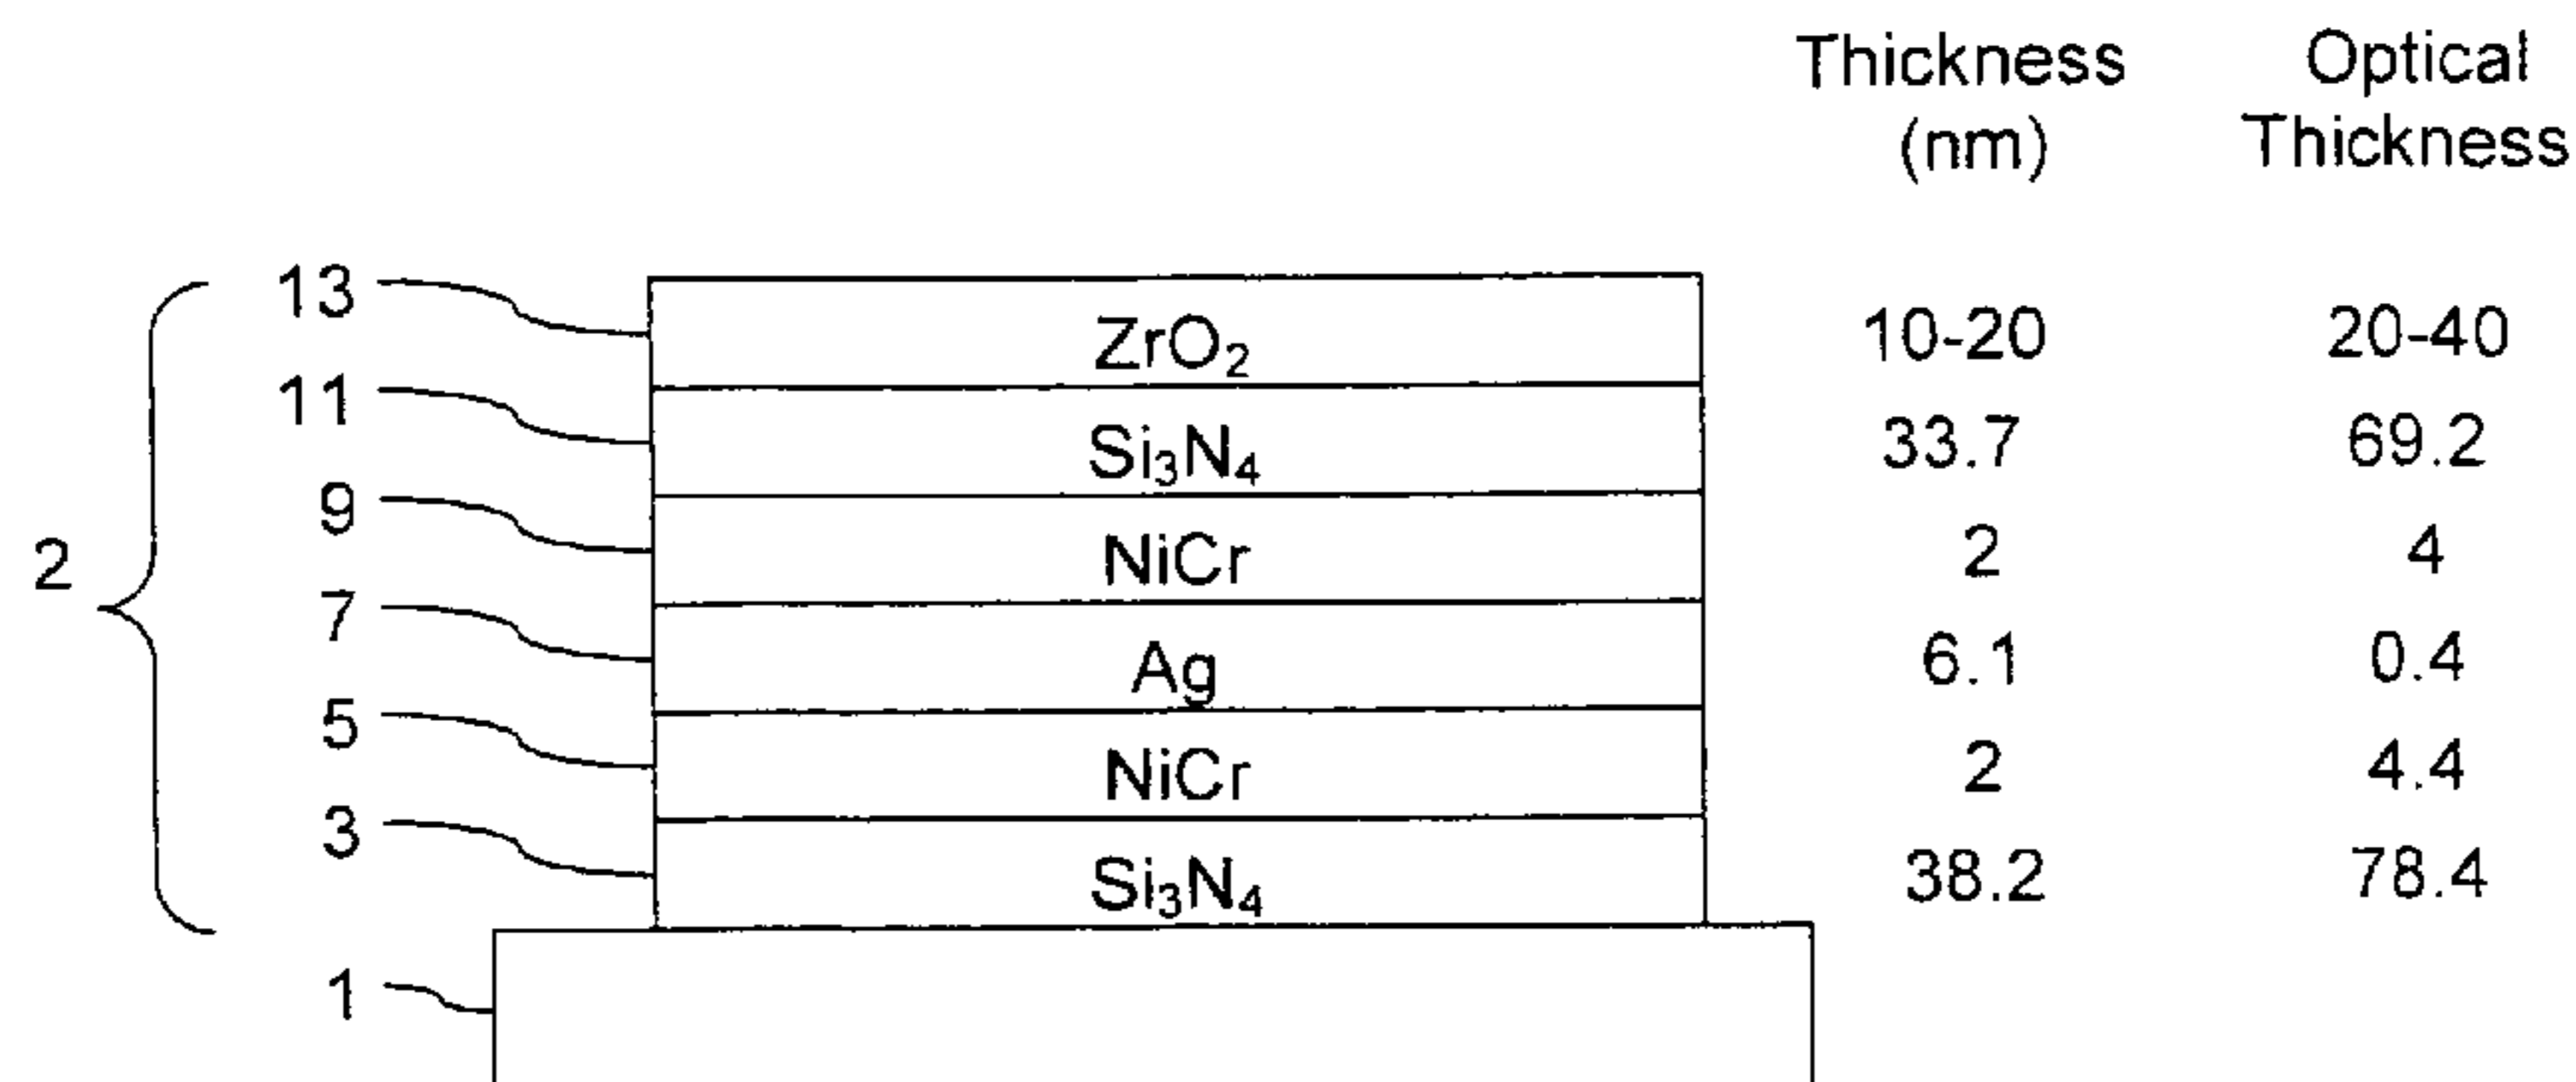 Thickness Optical
(nm) Thickness
13 ZrO₂ 10-20 20-40
11 Si₃N₄ 33.7 69.2
9 NiCr 2 4
2
7 Ag 6.1 0.4
5 NiCr 2 4.4
3 Si₃N₄ 38.2 78.4
1